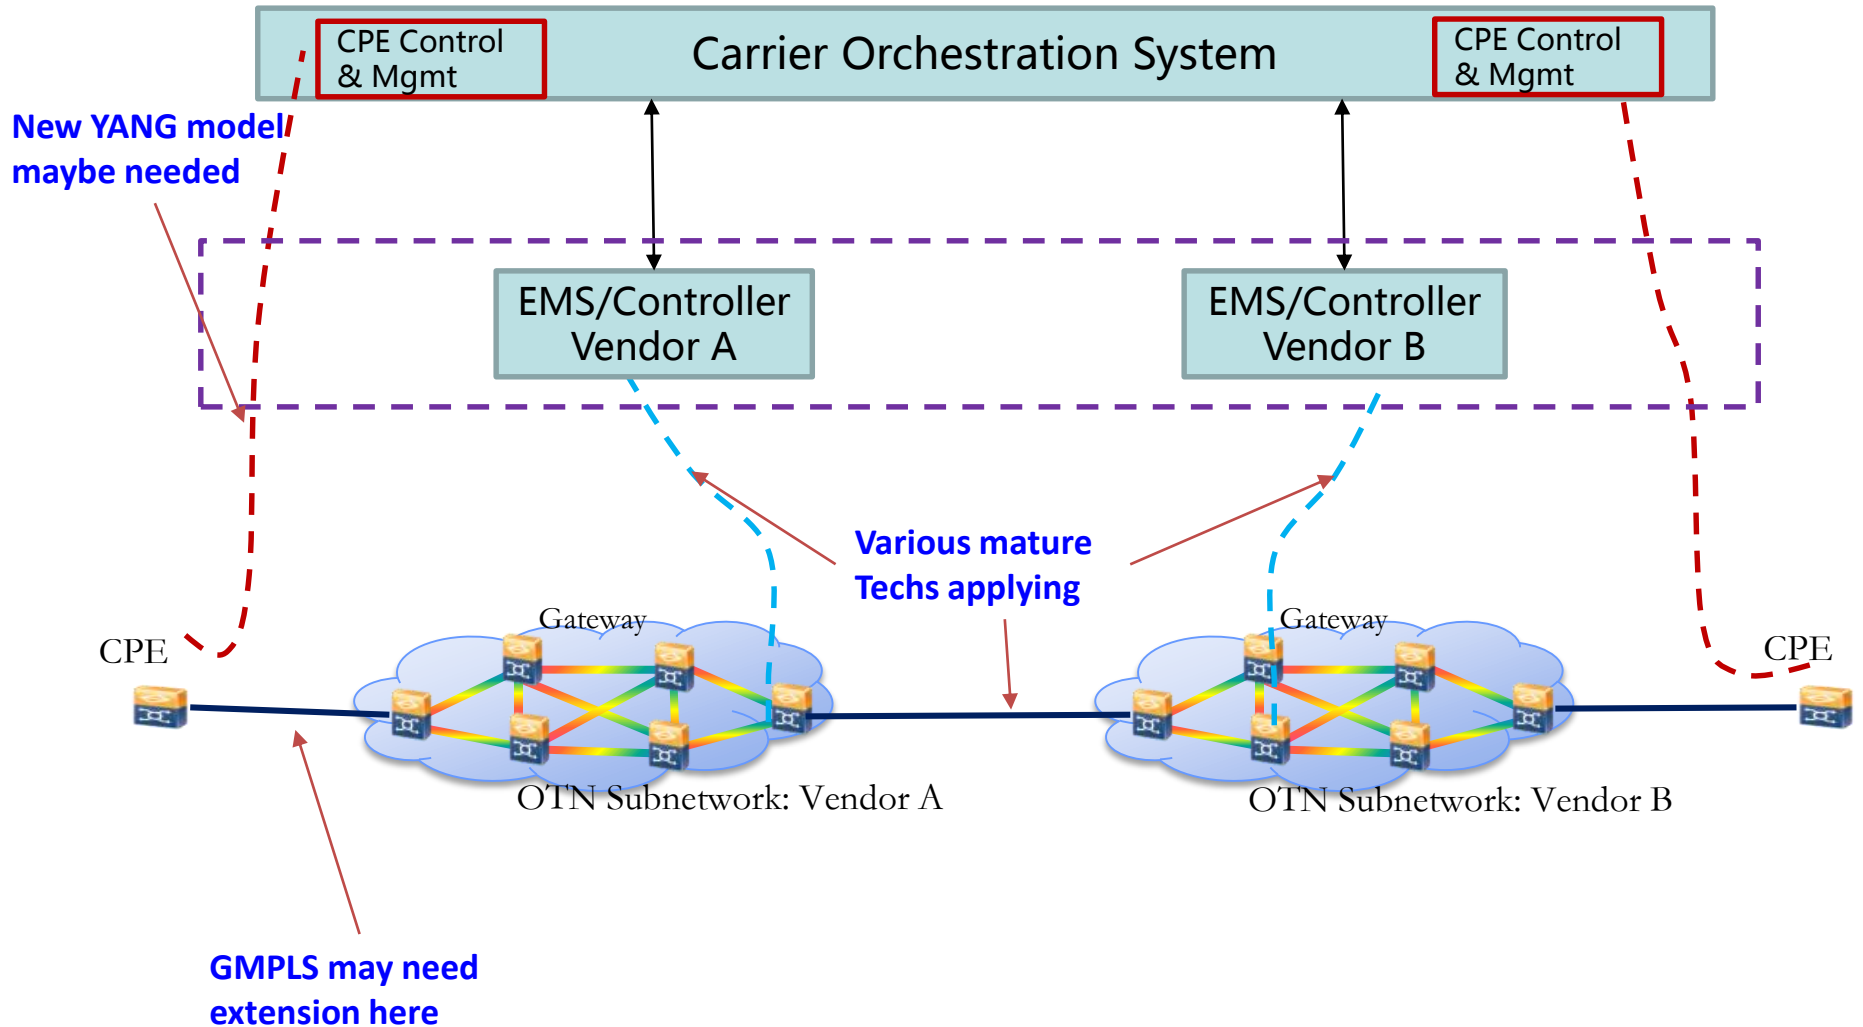 CPE Control
& Mgmt
Carrier Orchestration System
CPE Control
& Mgmt
New YANG model
maybe needed
EMS/Controller
Vendor A
EMS/Controller
Vendor B
Various mature
Techs applying
Gateway
Gateway
CPE
CPE
OTN Subnetwork: Vendor A
OTN Subnetwork: Vendor B
GMPLS may need
extension here